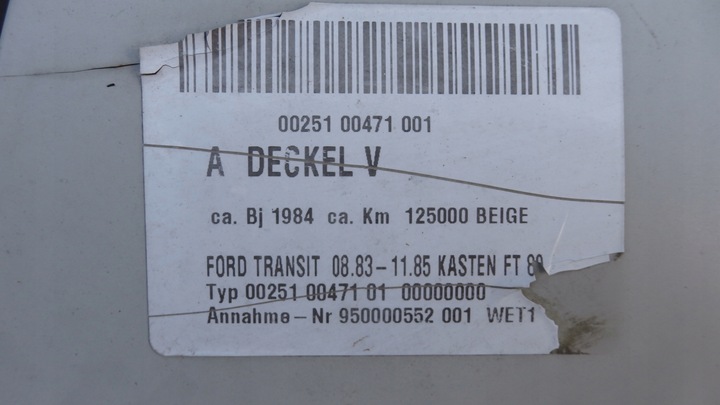 00251 00471 001
A DECKEL V
ca. Bj 1984 ca. Km 125000 BEIGE
FORD TRANSIT 08.83-11.85 KASTEN FT
Typ 00251 00471 01 00000000
Annahme-Nr 950000552 001 WET1